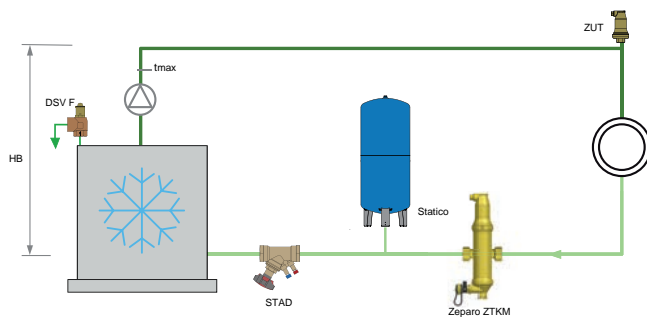 ZUT
tmax
DSV F
HB
Statico
STAD
Zeparo ZTKM